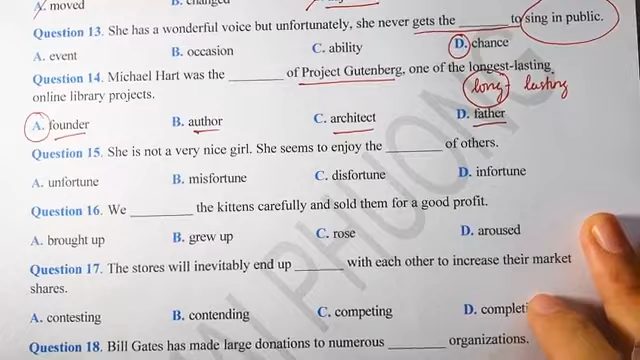 A. moved B. changed
Question 13. She has a wonderful voice but unfortunately, she never gets the ________ to sing in public.
A. event B. occasion C. ability D. chance
Question 14. Michael Hart was the ________ of Project Gutenberg, one of the longest-lasting
online library projects.
long- lasting
A. founder B. author C. architect D. father
Question 15. She is not a very nice girl. She seems to enjoy the ________ of others.
A. unfortune B. misfortune C. disfortune D. infortune
Question 16. We ________ the kittens carefully and sold them for a good profit.
A. brought up B. grew up C. rose D. aroused
Question 17. The stores will inevitably end up ________ with each other to increase their market
shares.
A. contesting B. contending C. competing D. completi
Question 18. Bill Gates has made large donations to numerous ________ organizations.